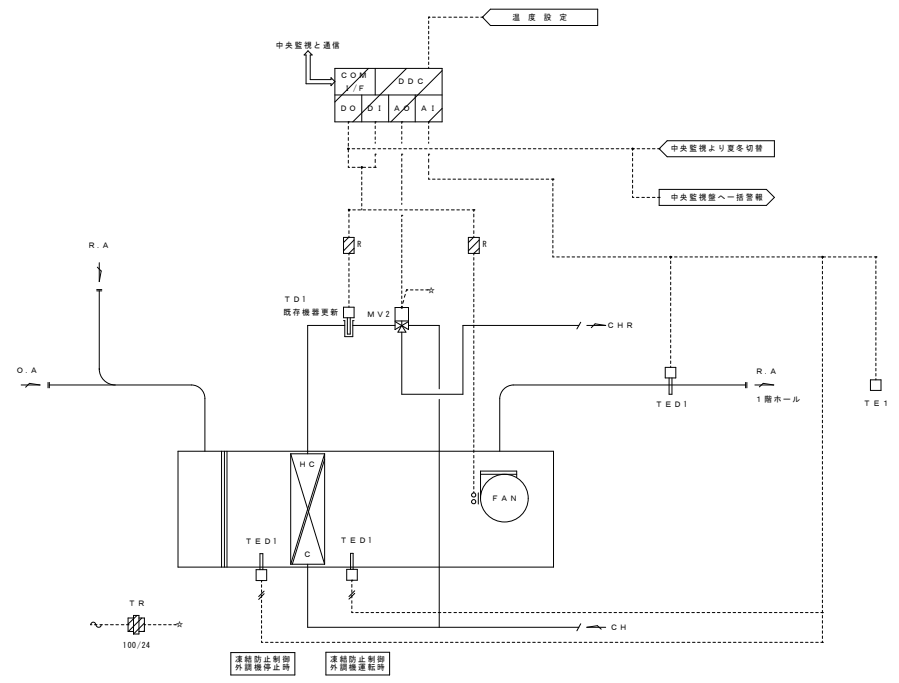 温度設定
中央監視と通信
COM
I/F
DDC
DO
DI
AO
AI
中央監視より夏冬切替
中央監視盤へ一括警報
R
R
R.A
TD1
既存機器更新
MV2
CHR
O.A
R.A
1階ホール
TED1
TE1
HC
FAN
TED1
TED1
C
TR
100/24
CH
凍結防止制御
外調機停止時
凍結防止制御
外調機運転時